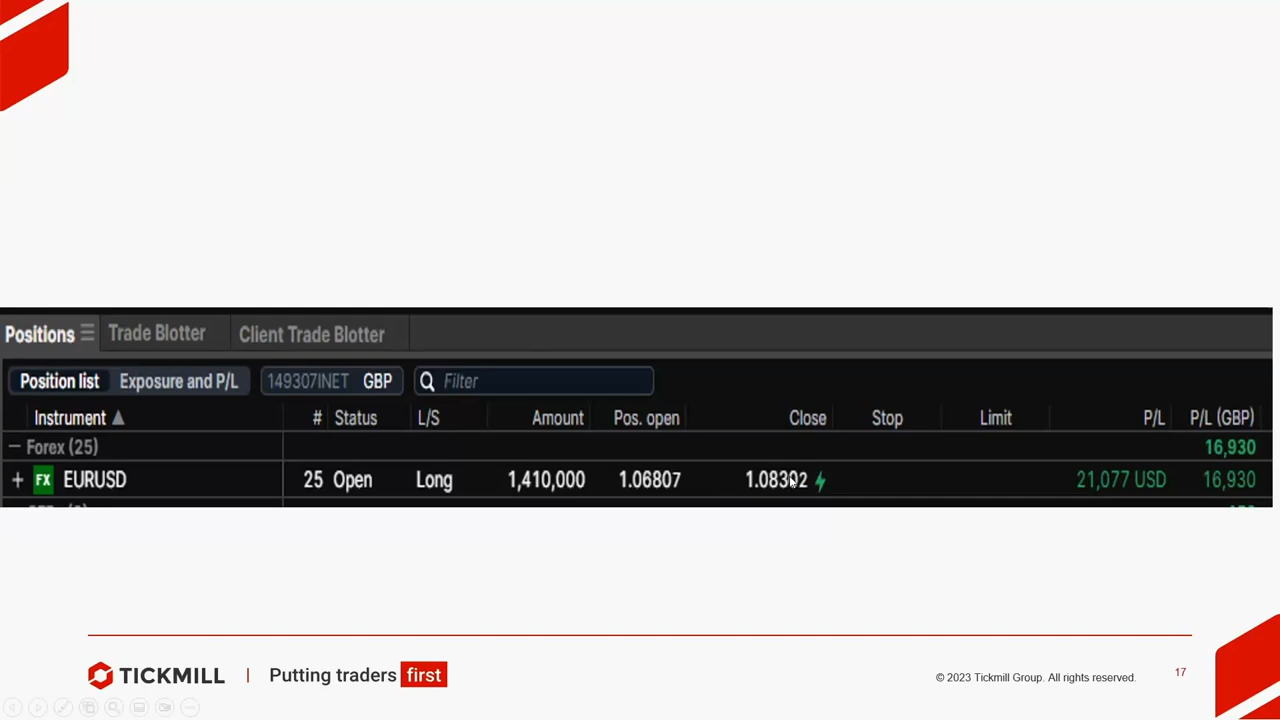 Positions Trade Blotter Client Trade Blotter
Position list Exposure and P/L 149307INET GBP Filter
Instrument # Status L/S Amount Pos. open Close Stop Limit P/L P/L (GBP)
Forex (25) 16,930
FX EURUSD 25 Open Long 1,410,000 1.06807 1.08302 21,077 USD 16,930
TICKMILL | Putting traders first © 2023 Tickmill Group. All rights reserved. 17